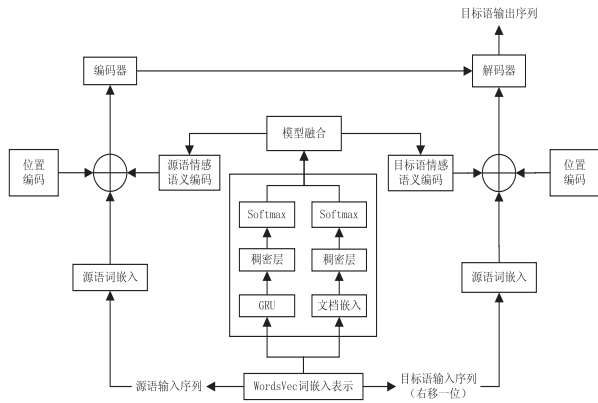 目标语输出序列
编码器
解码器
模型融合
位置
编码
源语情感
语义编码
目标语情感
语义编码
位置
编码
Softmax
Softmax
稠密层
稠密层
源语词嵌入
源语词嵌入
GRU
文档嵌入
源语输入序列
WordsVec词嵌入表示
目标语输入序列
（右移一位）